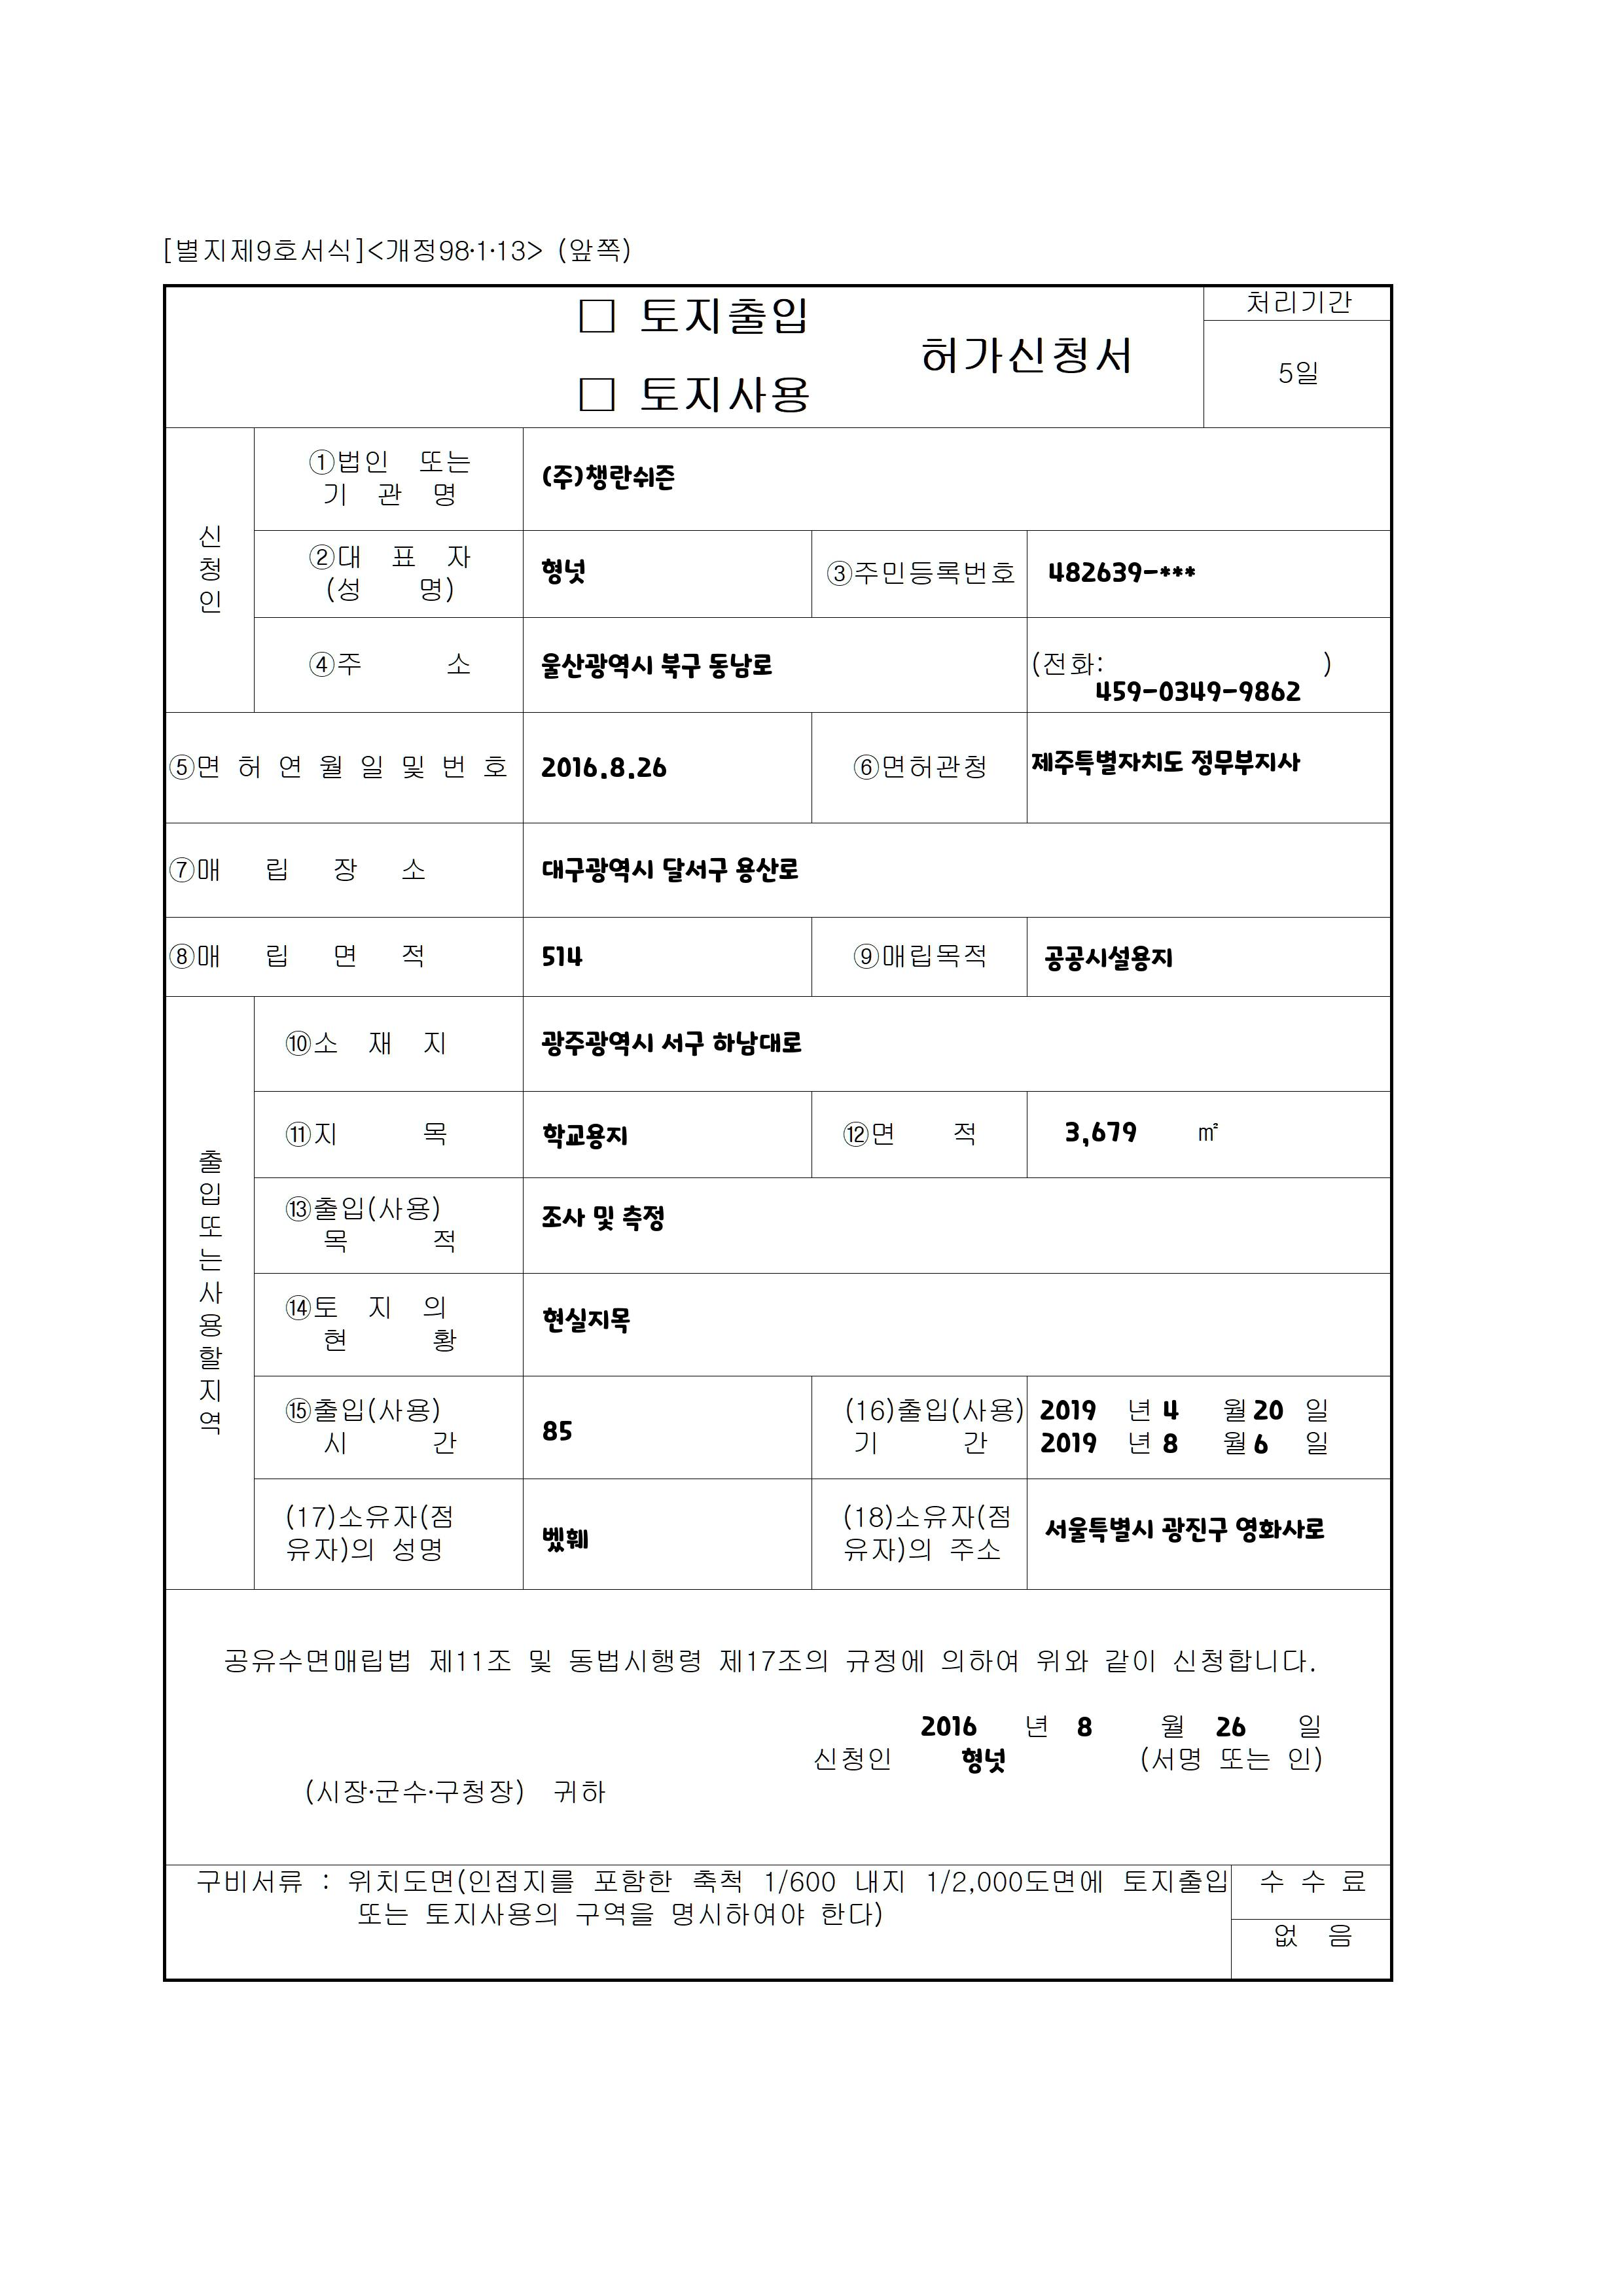 [별지제9호서식]<개정98·1·13> (앞쪽)
□ 토지출입
허가신청서
□ 토지사용
처리기간
5일
신청인
①법인 또는 기 관 명
(주)챙란쉬즌
②대 표 자 (성 명)
형넛
③주민등록번호
482639-***
④주 소
울산광역시 북구 동남로
(전화: )
459-0349-9862
⑤면 허 연 월 일 및 번 호
2016.8.26
⑥면허관청
제주특별자치도 정무부지사
⑦매 립 장 소
대구광역시 달서구 용산로
⑧매 립 면 적
514
⑨매립목적
공공시설용지
출입또는사용할지역
⑩소 재 지
광주광역시 서구 하남대로
⑪지 목
학교용지
⑫면 적
3,679 ㎡
⑬출입(사용) 목 적
조사 및 측정
⑭토 지 의 현 황
현실지목
⑮출입(사용) 시 간
85
(16)출입(사용) 기 간
2019 년 4 월 20 일
2019 년 8 월 6 일
(17)소유자(점유자)의 성명
(18)소유자(점유자)의 주소
서울특별시 광진구 영화사로
공유수면매립법 제11조 및 동법시행령 제17조의 규정에 의하여 위와 같이 신청합니다.
2016 년 8 월 26 일
신청인 형넛 (서명 또는 인)
(시장·군수·구청장) 귀하
구비서류 : 위치도면(인접지를 포함한 축척 1/600 내지 1/2,000도면에 토지출입
또는 토지사용의 구역을 명시하여야 한다)
수 수 료
없 음